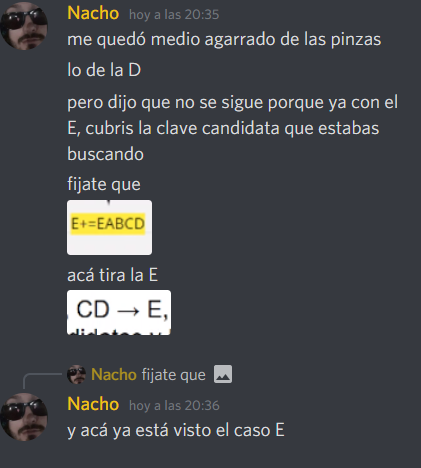 Nacho hoy a las 20:35
me quedó medio agarrado de las pinzas
lo de la D
pero dijo que no se sigue porque ya con el
E, cubris la clave candidata que estabas
buscando
fijate que
E+=EABCD
acá tira la E
CD → E,
Nacho fijate que
Nacho hoy a las 20:36
y acá ya está visto el caso E